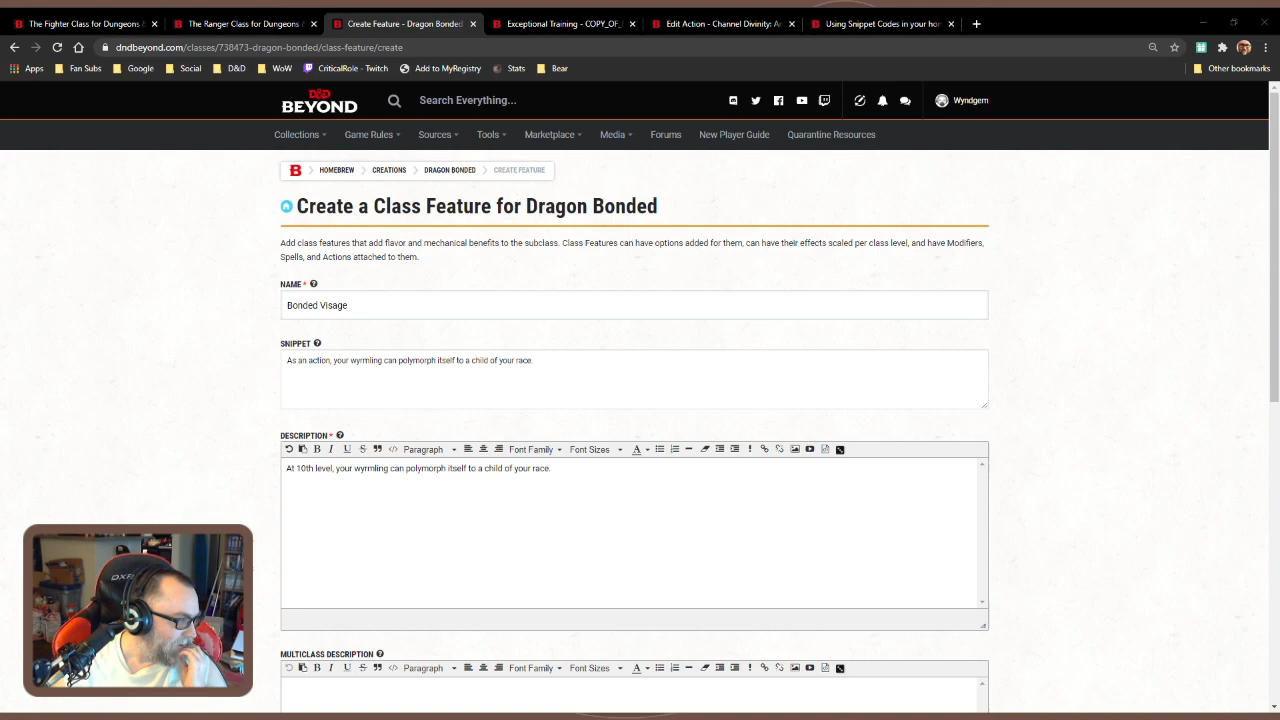 The Fighter Class for Dungeons &
The Ranger Class for Dungeons &
Create Feature - Dragon Bonded
Exceptional Training - COPY_OF_
Edit Action - Channel Divinity: A
Using Snippet Codes in your hon
dndbeyond.com/classes/738473-dragon-bonded/class-feature/create
Apps
Fan Subs
Google
Social
D&D
WoW
CriticalRole - Twitch
Add to MyRegistry
Stats
Bear
Other bookmarks
D&D
BEYOND
Search Everything...
Wyndgem
Collections
Game Rules
Sources
Tools
Marketplace
Media
Forums
New Player Guide
Quarantine Resources
HOMEBREW
CREATIONS
DRAGON BONDED
CREATE FEATURE
Create a Class Feature for Dragon Bonded
Add class features that add flavor and mechanical benefits to the subclass. Class Features can have options added for them, can have their effects scaled per class level, and have Modifiers,
Spells, and Actions attached to them.
NAME *
Bonded Visage
SNIPPET
As an action, your wyrmling can polymorph itself to a child of your race.
DESCRIPTION *
B I U S Paragraph Font Family Font Sizes A
At 10th level, your wyrmling can polymorph itself to a child of your race.
DXR
MULTICLASS DESCRIPTION
B I U S Paragraph Font Family Font Sizes A